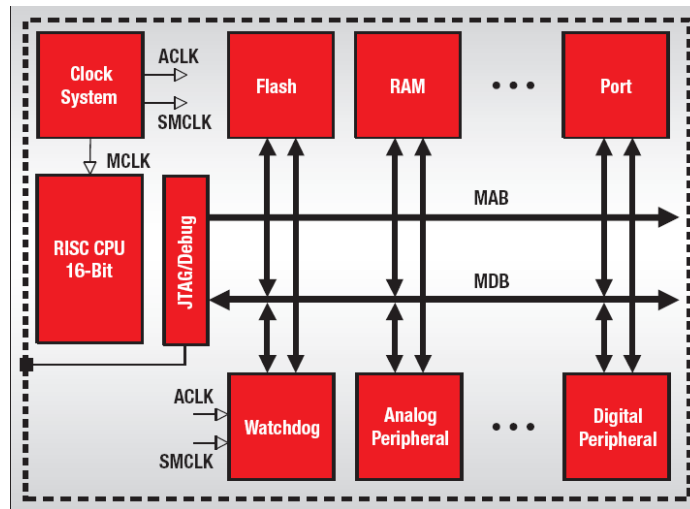 Clock
System
ACLK
SMCLK
MCLK
Flash
RAM
Port
RISC CPU
16-Bit
JTAG/Debug
MAB
MDB
ACLK
SMCLK
Watchdog
Analog
Peripheral
Digital
Peripheral